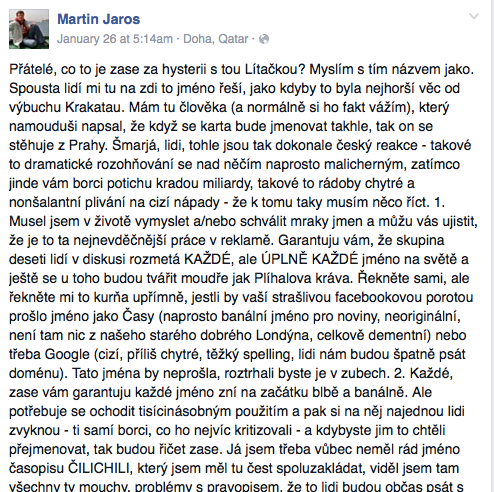 Martin Jaros
January 26 at 5:14am · Doha, Qatar ·
Přátelé, co to je zase za hysterii s tou Lítačkou? Myslím s tím názvem jako.
Spousta lidí mi tu na zdi to jméno řeší, jako kdyby to byla nejhorší věc od
výbuchu Krakatau. Mám tu člověka (a normálně si ho fakt vážím), který
namouduši napsal, že když se karta bude jmenovat takhle, tak on se
stěhuje z Prahy. Šmarjá, lidi, tohle jsou tak dokonale český reakce - takové
to dramatické rozohňování se nad něčím naprosto malicherným, zatímco
jinde vám borci potichu kradou miliardy, takové to rádoby chytré a
nonšalantní plivání na cizí nápady - že k tomu taky musím něco říct. 1.
Musel jsem v životě vymyslet a/nebo schválit mraky jmen a můžu vás ujistit,
že je to ta nejnevděčnější práce v reklamě. Garantuju vám, že skupina
deseti lidí v diskusi rozmetá KAŽDÉ, ale ÚPLNĚ KAŽDÉ jméno na světě a
ještě se u toho budou tvářit moudře jak Plíhalova kráva. Řekněte sami, ale
řekněte mi to kurňa upřímně, jestli by vaší strašlivou facebookovou porotou
prošlo jméno jako Časy (naprosto banální jméno pro noviny, neoriginální,
není tam nic z našeho starého dobrého Londýna, celkově dementní) nebo
třeba Google (cizí, příliš chytré, těžký spelling, lidi nám budou špatně psát
doménu). Tato jména by neprošla, roztrhali byste je v zubech. 2. Každé,
zase vám garantuju každé jméno zní na začátku blbě a banálně. Ale
potřebuje se ochodit tisícinásobným použitím a pak si na něj najednou lidi
zvyknou - ti samí borci, co ho nejvíc kritizovali - a kdybyste jim to chtěli
přejmenovat, tak budou řičet zase. Já jsem třeba vůbec neměl rád jméno
časopisu ČILICHILI, který jsem měl tu čest spoluzakládat, viděl jsem tam
všechny ty mouchy, problémy s pravopisem, že to lidi budou občas psát s